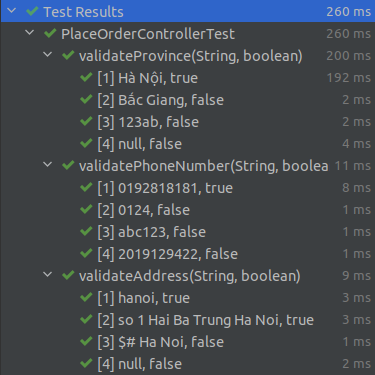 Test Results 260 ms
PlaceOrderControllerTest 260 ms
validateProvince(String, boolean) 200 ms
[1] Hà Nội, true 192 ms
[2] Bắc Giang, false 2 ms
[3] 123ab, false 2 ms
[4] null, false 4 ms
validatePhoneNumber(String, boolea 11 ms
[1] 0192818181, true 8 ms
[2] 0124, false 1 ms
[3] abc123, false 1 ms
[4] 2019129422, false 1 ms
validateAddress(String, boolean) 9 ms
[1] hanoi, true 3 ms
[2] so 1 Hai Ba Trung Ha Noi, true 3 ms
[3] $# Ha Noi, false 1 ms
[4] null, false 2 ms